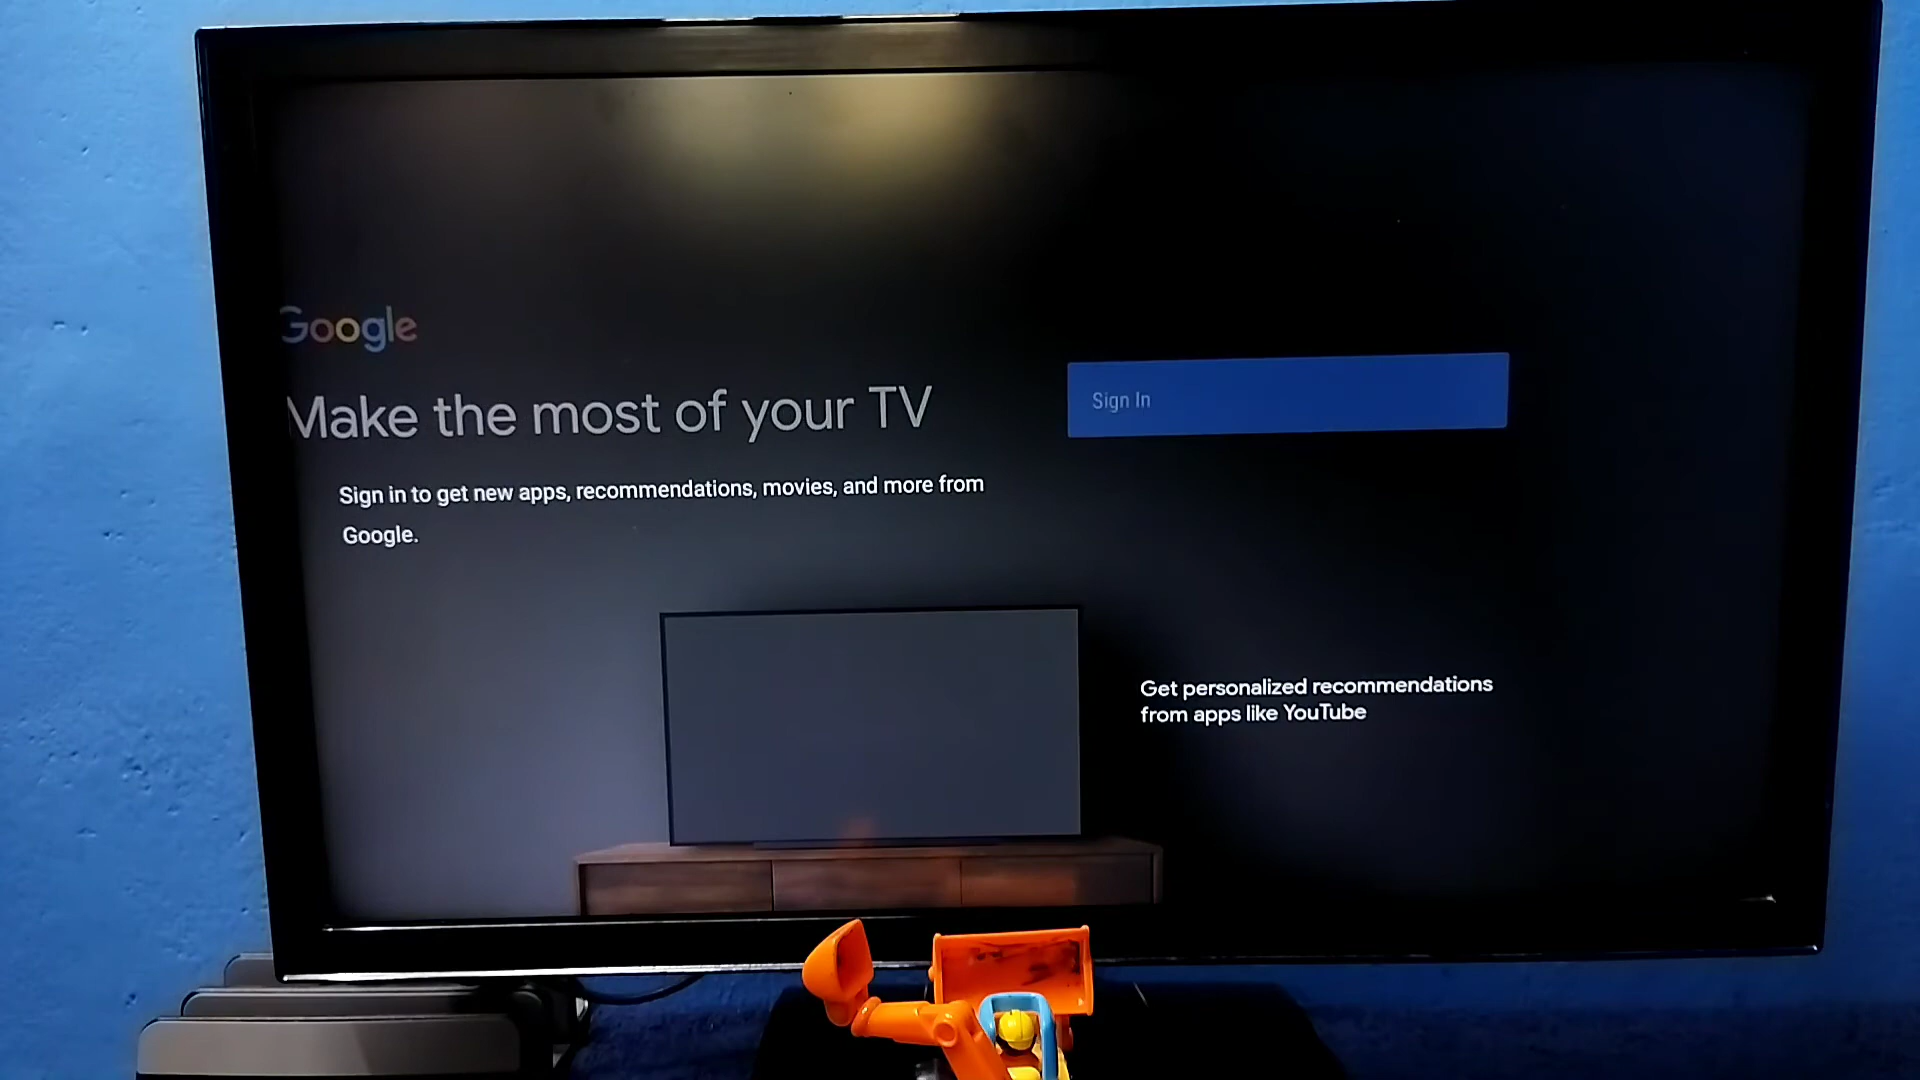 Google
Make the most of your TV
Sign in to get new apps, recommendations, movies, and more from
Google.
Sign In
Get personalized recommendations
from apps like YouTube